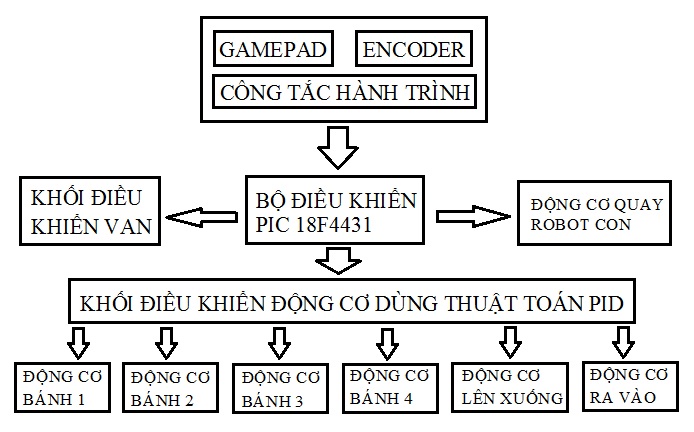 GAMEPAD
ENCODER
CÔNG TẮC HÀNH TRÌNH
KHỐI ĐIỀU
KHIỂN VAN
BỘ ĐIỀU KHIỂN
PIC 18F4431
ĐỘNG CƠ QUAY
ROBOT CON
KHỐI ĐIỀU KHIỂN ĐỘNG CƠ DÙNG THUẬT TOÁN PID
ĐỘNG CƠ
BÁNH 1
ĐỘNG CƠ
BÁNH 2
ĐỘNG CƠ
BÁNH 3
ĐỘNG CƠ
BÁNH 4
ĐỘNG CƠ
LÊN XUỐNG
ĐỘNG CƠ
RA VÀO